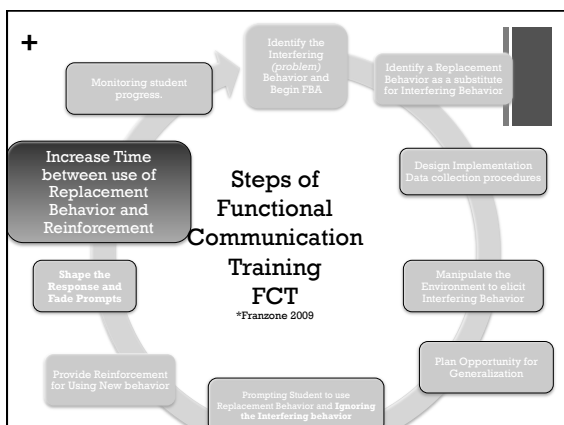 +
Identify the
Interfering
(problem)
Behavior and
Begin FBA
Identify a Replacement
Behavior as a substitute
for Interfering Behavior
Design Implementation
Data collection procedures
Manipulate the
Environment to elicit
Interfering Behavior
Plan Opportunity for
Generalization
Prompting Student to use
Replacement Behavior and Ignoring
the Interfering behavior
Provide Reinforcement
for Using New behavior
Shape the
Response and
Fade Prompts
Increase Time
between use of
Replacement
Behavior and
Reinforcement
Monitoring student
progress.
Steps of
Functional
Communication
Training
FCT
*Franzone 2009